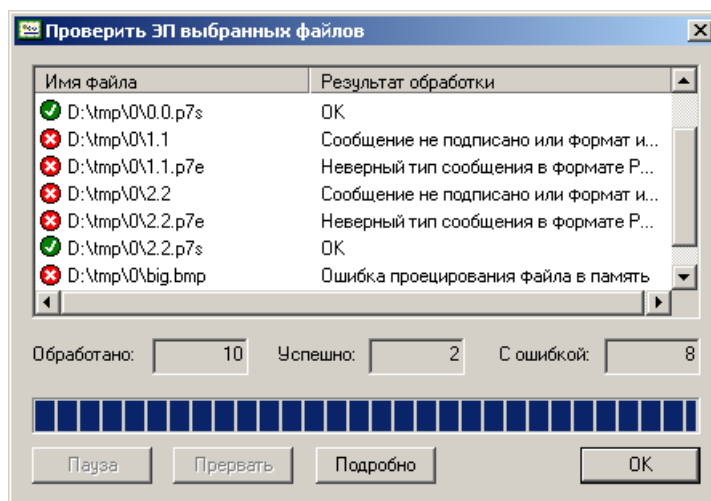 Проверить ЭП выбранных файлов
Имя файла Результат обработки
D:\tmp\0\0.0.p7s OK
D:\tmp\0\1.1 Сообщение не подписано или формат и...
D:\tmp\0\1.1.p7e Неверный тип сообщения в формате P...
D:\tmp\0\2.2 Сообщение не подписано или формат и...
D:\tmp\0\2.2.p7e Неверный тип сообщения в формате P...
D:\tmp\0\2.2.p7s OK
D:\tmp\0\big.bmp Ошибка проецирования файла в память
Обработано: 10 Успешно: 2 С ошибкой: 8
Пауза Прервать Подробно OK